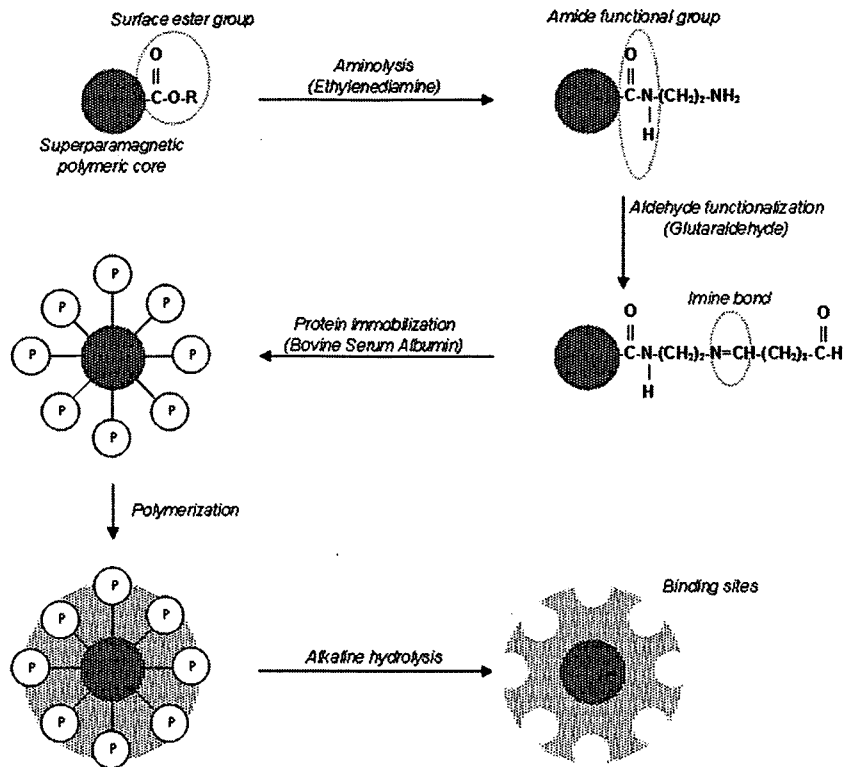 Surface ester group
O
||
-C-O-R
Superparamagnetic
polymeric core
Aminolysis
(Ethylenediamine)
Amide functional group
O
||
-C-N-(CH₂)₂-NH₂
|
H
Aldehyde functionalization
(Glutaraldehyde)
Imine bond
O
||
-C-N-(CH₂)₂-N=CH(CH₂)₃-C-H
|
H
O
||
Protein immobilization
(Bovine Serum Albumin)
P
P
P
P
P
P
P
P
Polymerization
P
P
P
P
P
P
P
P
Alkaline hydrolysis
Binding sites